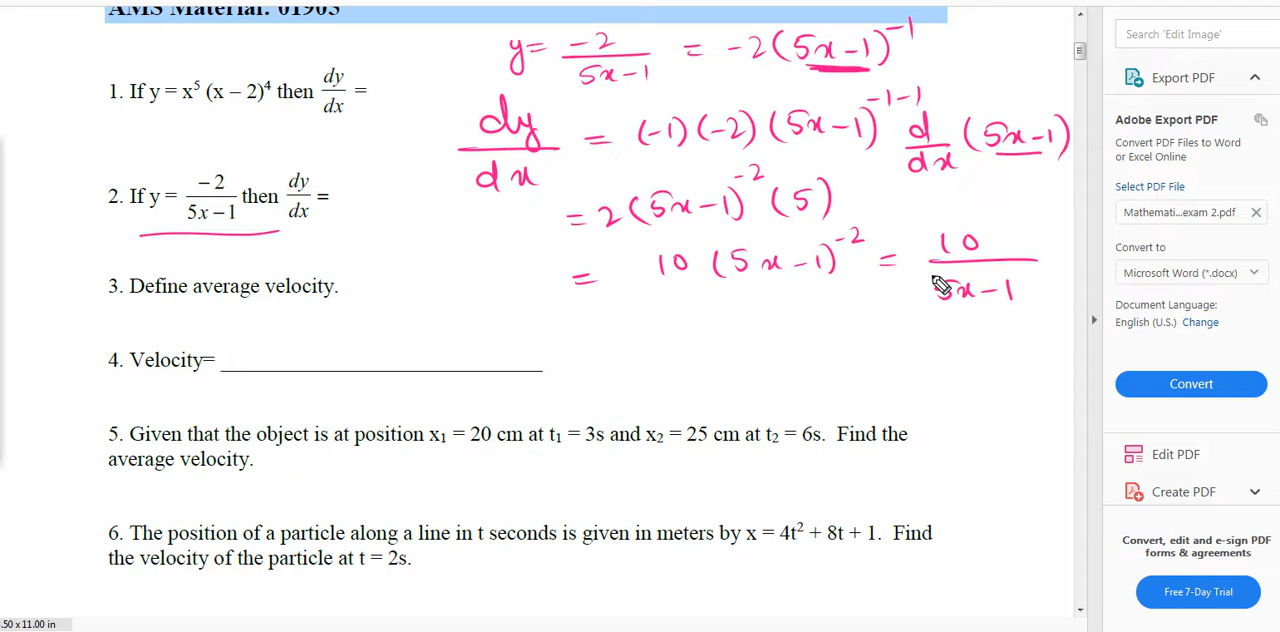 AMS Material: 01903
y = -2 / 5x-1 = -2(5x-1)^-1
1. If y = x⁵ (x – 2)⁴ then dy/dx =
dy/dx = (-1)(-2)(5x-1)^-1-1 d/dx (5x-1)
2. If y = -2 / 5x-1 then dy/dx =
= 2(5x-1)^-2 (5)
= 10 (5x-1)^-2 = 10 / 5x-1
3. Define average velocity.
4. Velocity= ______________________________
5. Given that the object is at position x₁ = 20 cm at t₁ = 3s and x₂ = 25 cm at t₂ = 6s. Find the
average velocity.
6. The position of a particle along a line in t seconds is given in meters by x = 4t² + 8t + 1. Find
the velocity of the particle at t = 2s.
.50 x 11.00 in
Search 'Edit Image'
Export PDF
Adobe Export PDF
Convert PDF Files to Word
or Excel Online
Select PDF File
Mathemati...exam 2.pdf
Convert to
Microsoft Word (*.docx)
Document Language:
English (U.S.) Change
Convert
Edit PDF
Create PDF
Convert, edit and e-sign PDF
forms & agreements
Free 7-Day Trial